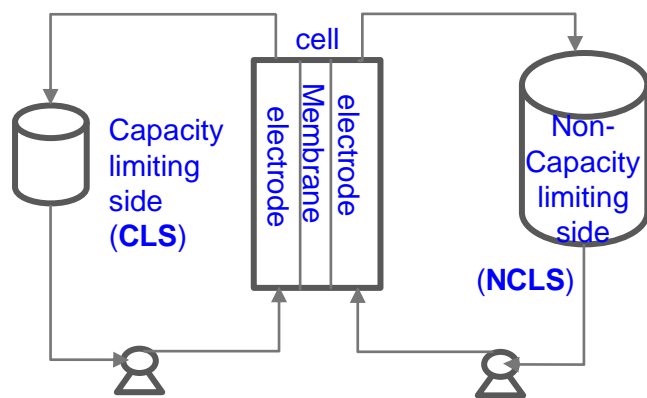 cell
Capacity
limiting
side
(CLS)
electrode
Membrane
electrode
Non-
Capacity
limiting
side
(NCLS)